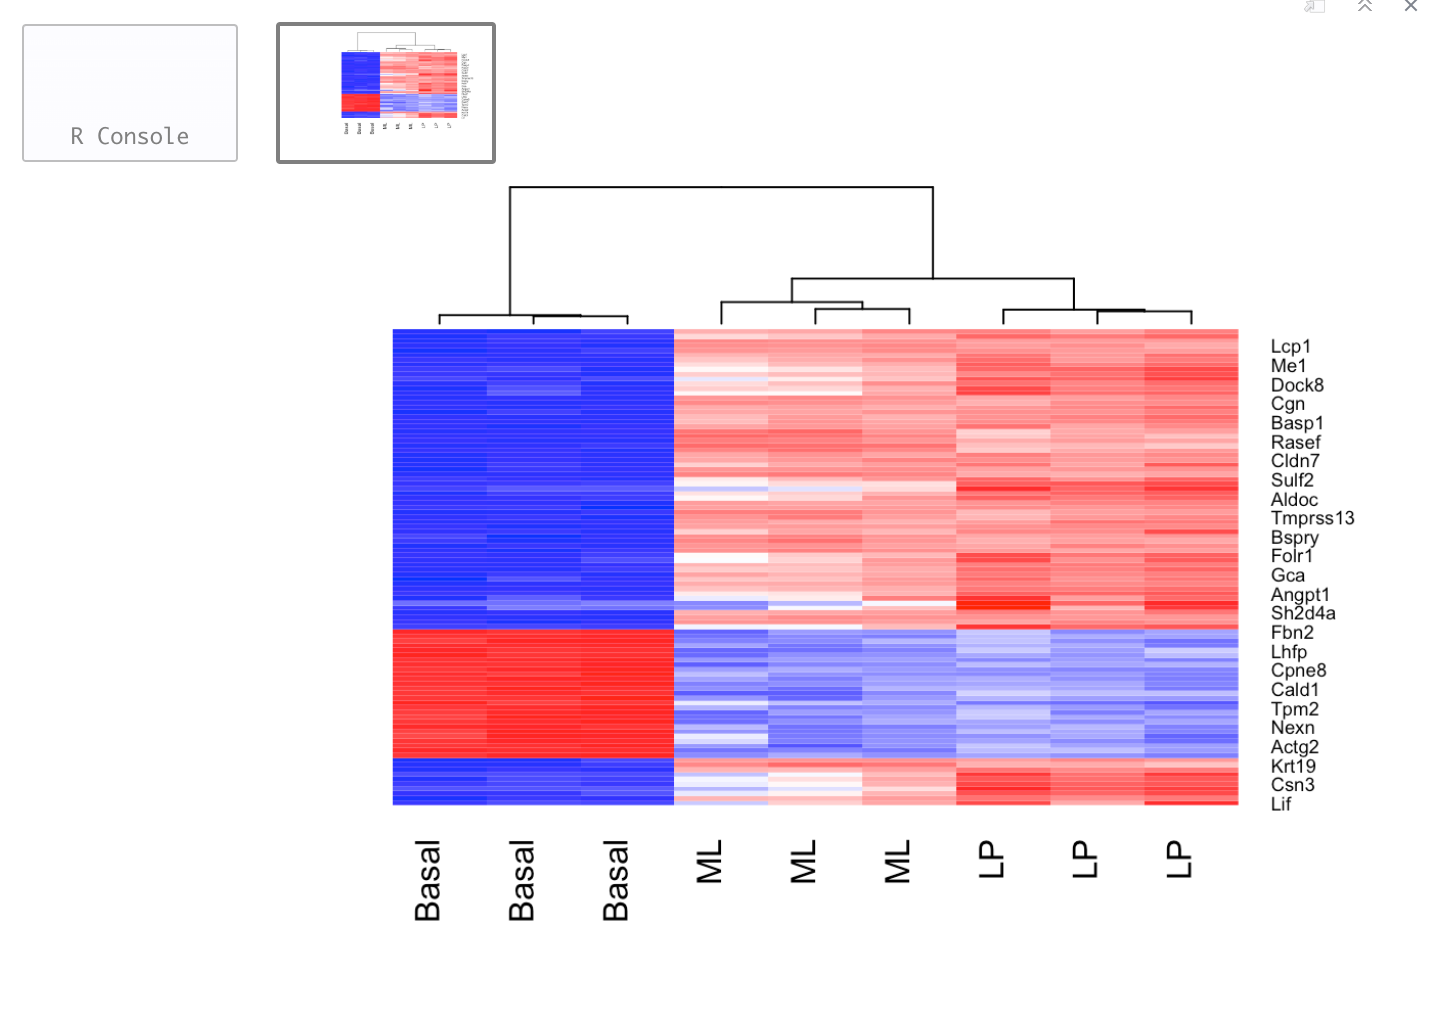 R Console
Lcp1
Me1
Dock8
Cgn
Basp1
Rasef
Cldn7
Sulf2
Aldoc
Tmprss13
Bspry
Folr1
Gca
Angpt1
Sh2d4a
Fbn2
Lhfp
Cpne8
Cald1
Tpm2
Nexn
Actg2
Krt19
Csn3
Lif
Basal
Basal
Basal
ML
ML
ML
LP
LP
LP